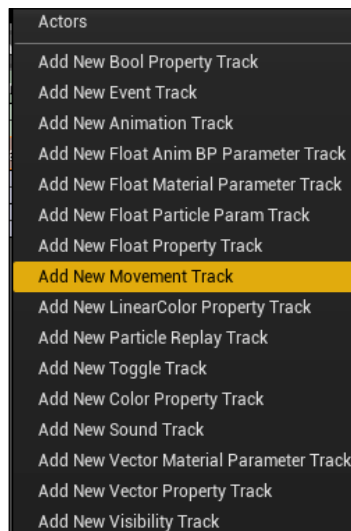 Actors
Add New Bool Property Track
Add New Event Track
Add New Animation Track
Add New Float Anim BP Parameter Track
Add New Float Material Parameter Track
Add New Float Particle Param Track
Add New Float Property Track
Add New Movement Track
Add New LinearColor Property Track
Add New Particle Replay Track
Add New Toggle Track
Add New Color Property Track
Add New Sound Track
Add New Vector Material Parameter Track
Add New Vector Property Track
Add New Visibility Track